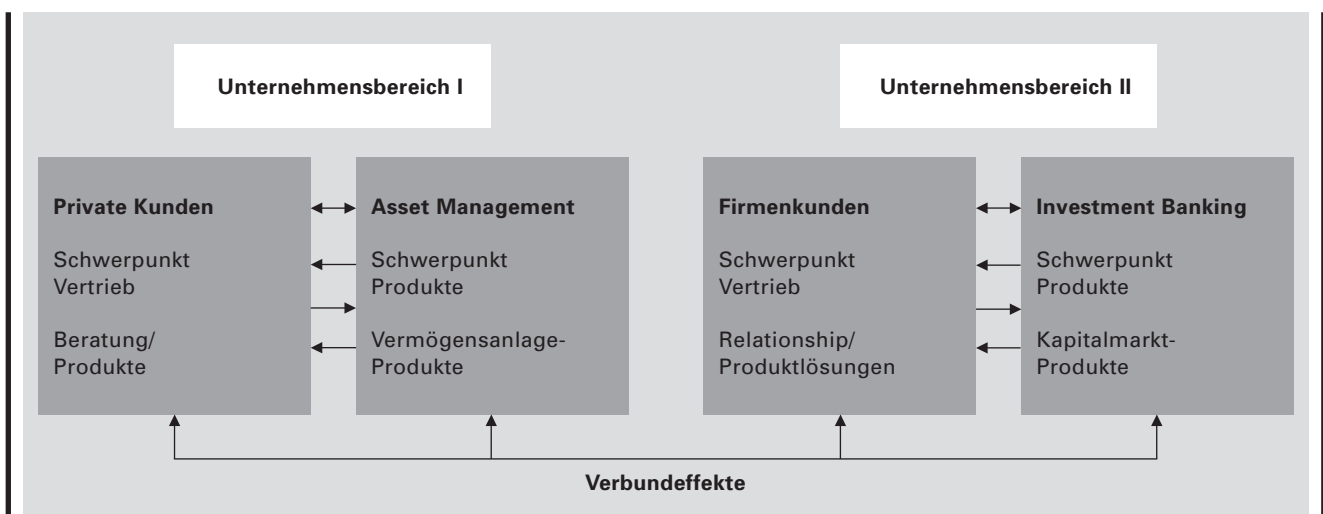 Unternehmensbereich I
Unternehmensbereich II
Private Kunden
Schwerpunkt
Vertrieb
Beratung/
Produkte
Asset Management
Schwerpunkt
Produkte
Vermögensanlage-
Produkte
Firmenkunden
Schwerpunkt
Vertrieb
Relationship/
Produktlösungen
Investment Banking
Schwerpunkt
Produkte
Kapitalmarkt-
Produkte
Verbundeffekte